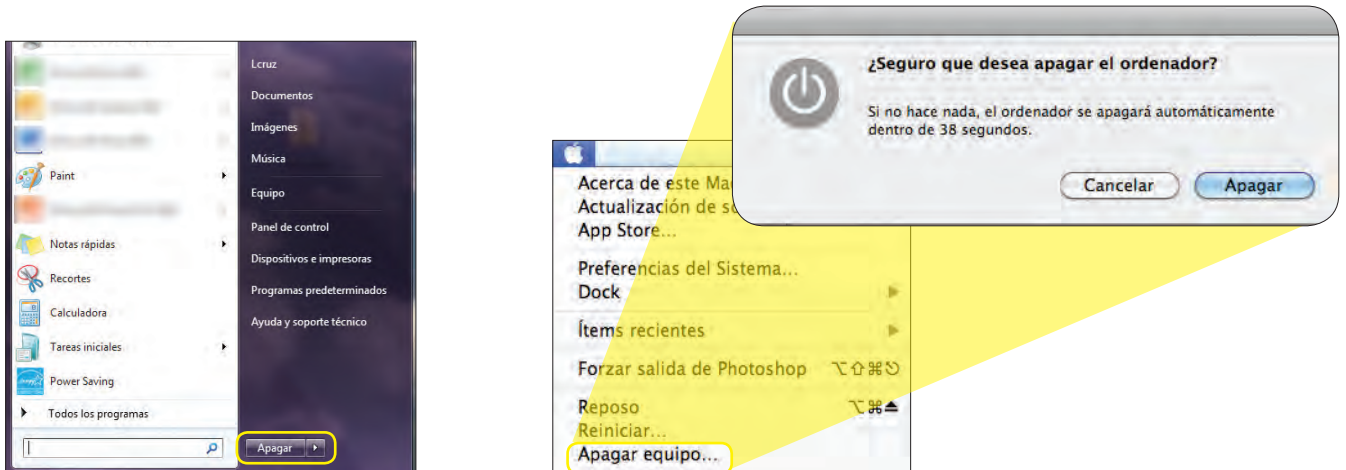 Paint
Notas rápidas
Recortes
Calculadora
Tareas iniciales
Power Saving
Todos los programas
Lcruz
Documentos
Imágenes
Música
Equipo
Panel de control
Dispositivos e impresoras
Programas predeterminados
Ayuda y soporte técnico
Apagar
Acerca de este
Actualización de
App Store...
Preferencias del Sistema...
Dock
Ítems recientes
Forzar salida de Photoshop ⌥⇧⌘⎋
Reposo ⌥⌘⏏
Reiniciar...
Apagar equipo...
¿Seguro que desea apagar el ordenador?
Si no hace nada, el ordenador se apagará automáticamente
dentro de 38 segundos.
Cancelar Apagar